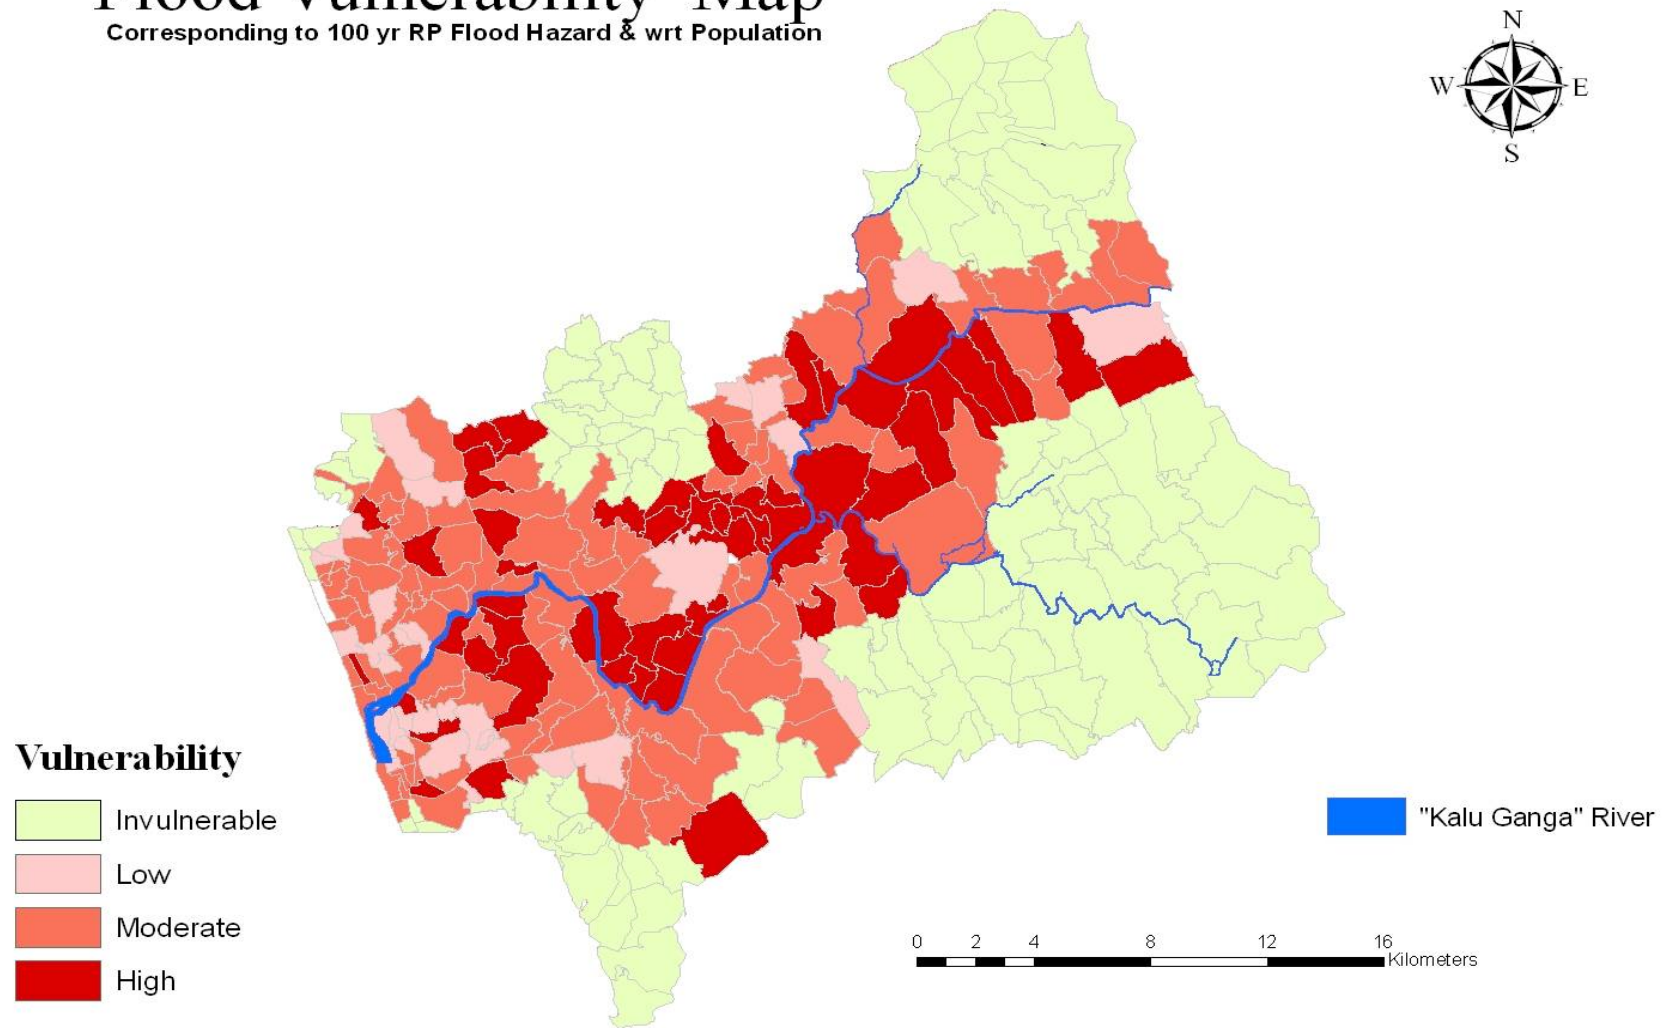 Flood Vulnerability Map
Corresponding to 100 yr RP Flood Hazard & wrt Population
N
W E
S
Vulnerability
Invulnerable
Low
Moderate
High
"Kalu Ganga" River
0 2 4 8 12 16
Kilometers